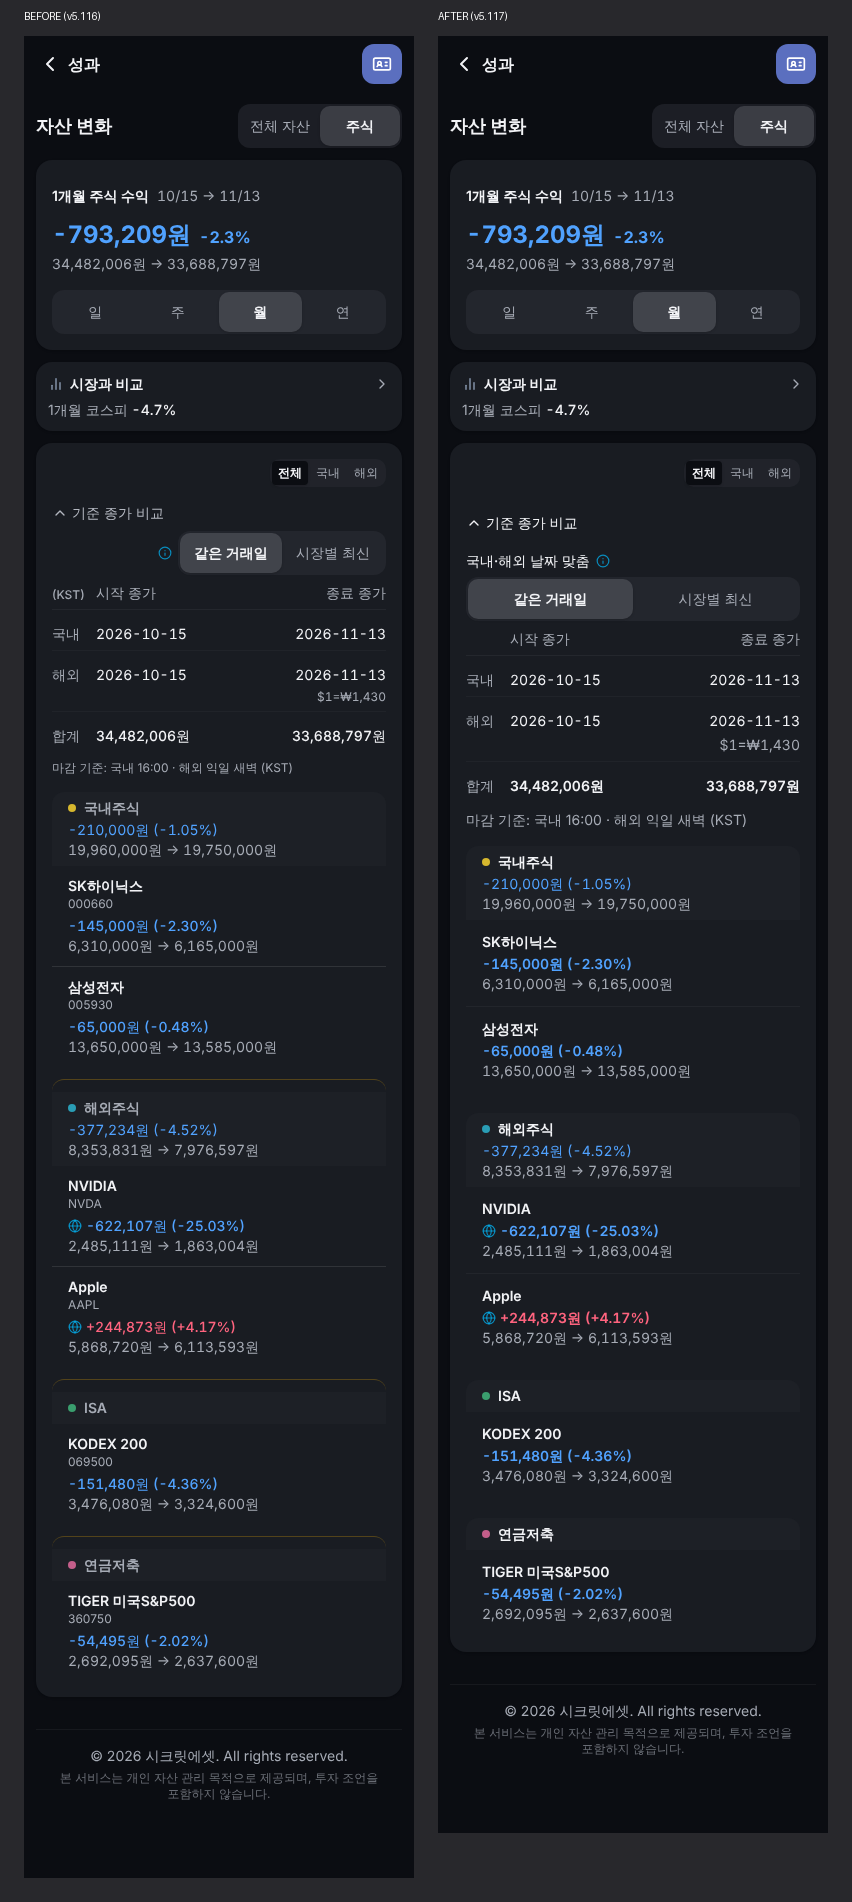 BEFORE (v5.116)
성과
자산 변화
전체 자산 주식
1개월 주식 수익 10/15 → 11/13
-793,209원 -2.3%
34,482,006원 → 33,688,797원
일 주 월 연
시장과 비교
1개월 코스피 -4.7%
전체 국내 해외
기준 종가 비교
같은 거래일 시장별 최신
(KST) 시작 종가 종료 종가
국내 2026-10-15 2026-11-13
해외 2026-10-15 2026-11-13
$1=₩1,430
합계 34,482,006원 33,688,797원
마감 기준: 국내 16:00 · 해외 익일 새벽 (KST)
국내주식
-210,000원 (-1.05%)
19,960,000원 → 19,750,000원
SK하이닉스
000660
-145,000원 (-2.30%)
6,310,000원 → 6,165,000원
삼성전자
005930
-65,000원 (-0.48%)
13,650,000원 → 13,585,000원
해외주식
-377,234원 (-4.52%)
8,353,831원 → 7,976,597원
NVIDIA
NVDA
-622,107원 (-25.03%)
2,485,111원 → 1,863,004원
Apple
AAPL
+244,873원 (+4.17%)
5,868,720원 → 6,113,593원
ISA
KODEX 200
069500
-151,480원 (-4.36%)
3,476,080원 → 3,324,600원
연금저축
TIGER 미국S&P500
360750
-54,495원 (-2.02%)
2,692,095원 → 2,637,600원
© 2026 시크릿에셋. All rights reserved.
본 서비스는 개인 자산 관리 목적으로 제공되며, 투자 조언을
포함하지 않습니다.
AFTER (v5.117)
성과
자산 변화
전체 자산 주식
1개월 주식 수익 10/15 → 11/13
-793,209원 -2.3%
34,482,006원 → 33,688,797원
일 주 월 연
시장과 비교
1개월 코스피 -4.7%
전체 국내 해외
기준 종가 비교
국내·해외 날짜 맞춤
같은 거래일 시장별 최신
시작 종가 종료 종가
국내 2026-10-15 2026-11-13
해외 2026-10-15 2026-11-13
$1=₩1,430
합계 34,482,006원 33,688,797원
마감 기준: 국내 16:00 · 해외 익일 새벽 (KST)
국내주식
-210,000원 (-1.05%)
19,960,000원 → 19,750,000원
SK하이닉스
-145,000원 (-2.30%)
6,310,000원 → 6,165,000원
삼성전자
-65,000원 (-0.48%)
13,650,000원 → 13,585,000원
해외주식
-377,234원 (-4.52%)
8,353,831원 → 7,976,597원
NVIDIA
-622,107원 (-25.03%)
2,485,111원 → 1,863,004원
Apple
+244,873원 (+4.17%)
5,868,720원 → 6,113,593원
ISA
KODEX 200
-151,480원 (-4.36%)
3,476,080원 → 3,324,600원
연금저축
TIGER 미국S&P500
-54,495원 (-2.02%)
2,692,095원 → 2,637,600원
© 2026 시크릿에셋. All rights reserved.
본 서비스는 개인 자산 관리 목적으로 제공되며, 투자 조언을
포함하지 않습니다.